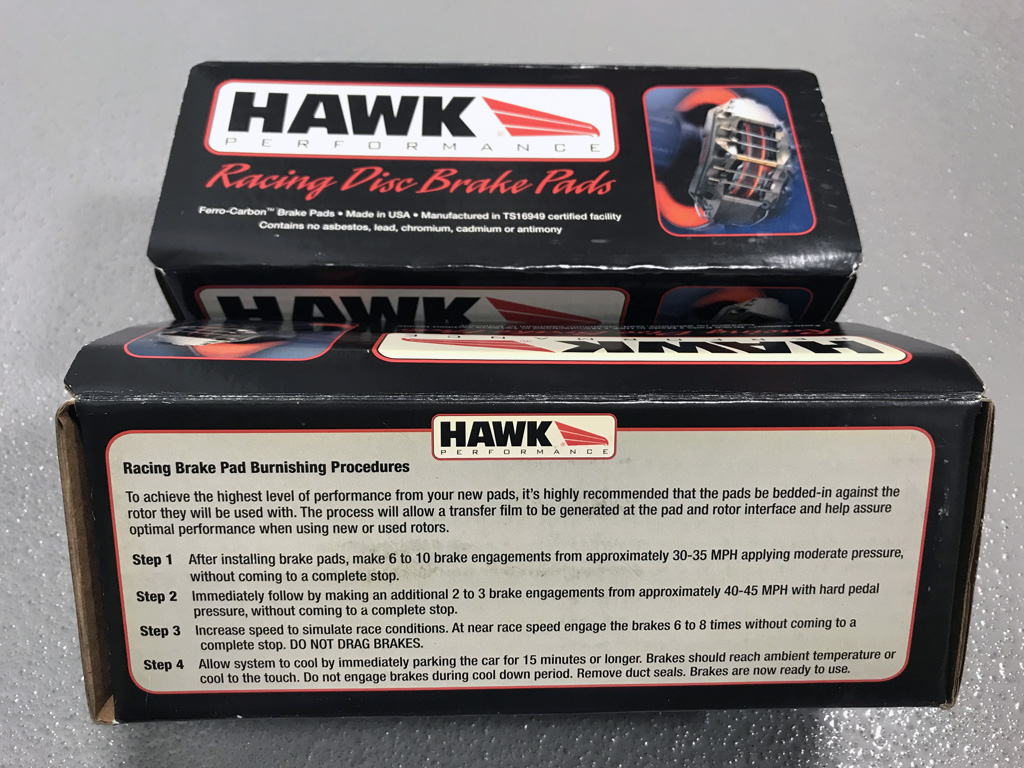 HAWK
PERFORMANCE
Racing Disc Brake Pads
Ferro-Carbon™ Brake Pads • Made in USA • Manufactured in TS16949 certified facility
Contains no asbestos, lead, chromium, cadmium or antimony
HAWK
HAWK
PERFORMANCE
HAWK
PERFORMANCE
Racing Brake Pad Burnishing Procedures
To achieve the highest level of performance from your new pads, it's highly recommended that the pads be bedded-in against the
rotor they will be used with. The process will allow a transfer film to be generated at the pad and rotor interface and help assure
optimal performance when using new or used rotors.
Step 1 After installing brake pads, make 6 to 10 brake engagements from approximately 30-35 MPH applying moderate pressure,
without coming to a complete stop.
Step 2 Immediately follow by making an additional 2 to 3 brake engagements from approximately 40-45 MPH with hard pedal
pressure, without coming to a complete stop.
Step 3 Increase speed to simulate race conditions. At near race speed engage the brakes 6 to 8 times without coming to a
complete stop. DO NOT DRAG BRAKES.
Step 4 Allow system to cool by immediately parking the car for 15 minutes or longer. Brakes should reach ambient temperature or
cool to the touch. Do not engage brakes during cool down period. Remove duct seals. Brakes are now ready to use.